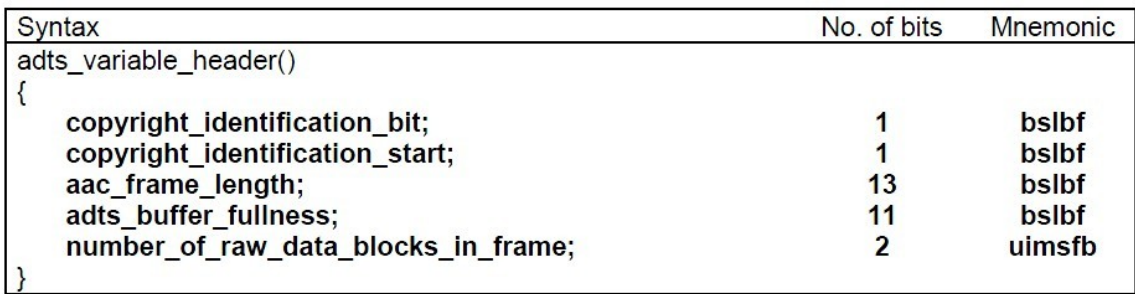 Syntax No. of bits Mnemonic
adts_variable_header()
{
copyright_identification_bit; 1 bslbf
copyright_identification_start; 1 bslbf
aac_frame_length; 13 bslbf
adts_buffer_fullness; 11 bslbf
number_of_raw_data_blocks_in_frame; 2 uimsfb
}